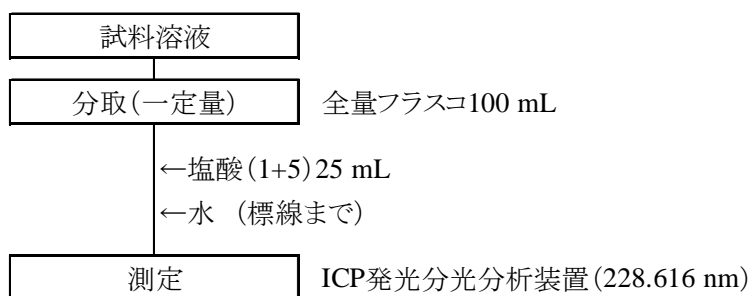 試料溶液
分取(一定量) 全量フラスコ100 mL
←塩酸(1+5)25 mL
←水 (標線まで)
測定 ICP発光分光分析装置(228.616 nm)